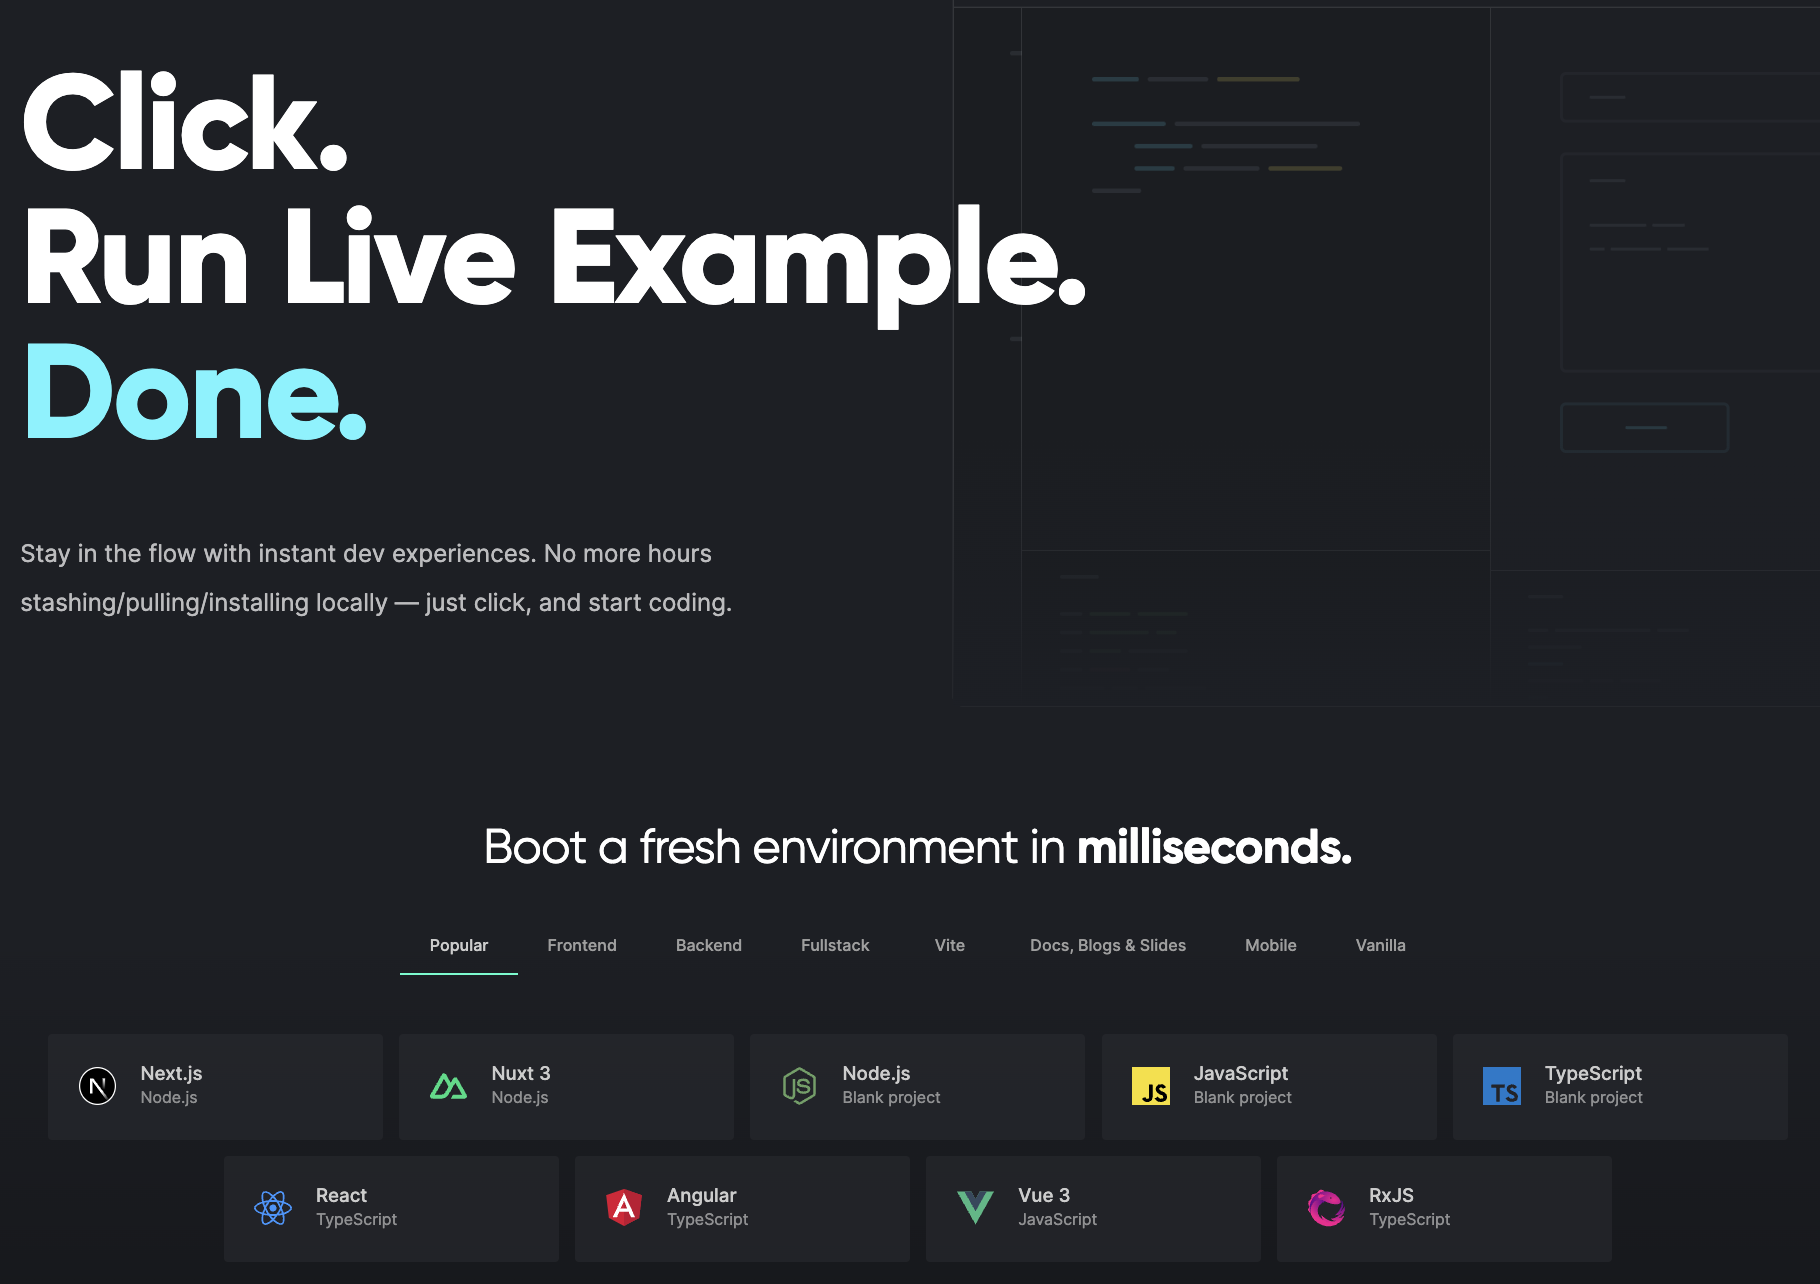 Click.
Run Live Example.
Done.
Stay in the flow with instant dev experiences. No more hours
stashing/pulling/installing locally — just click, and start coding.
Boot a fresh environment in milliseconds.
Popular Frontend Backend Fullstack Vite Docs, Blogs & Slides Mobile Vanilla
N Next.js
Node.js
Nuxt 3
Node.js
JS Node.js
Blank project
JS JavaScript
Blank project
TS TypeScript
Blank project
React
TypeScript
A Angular
TypeScript
Vue 3
JavaScript
RxJS
TypeScript